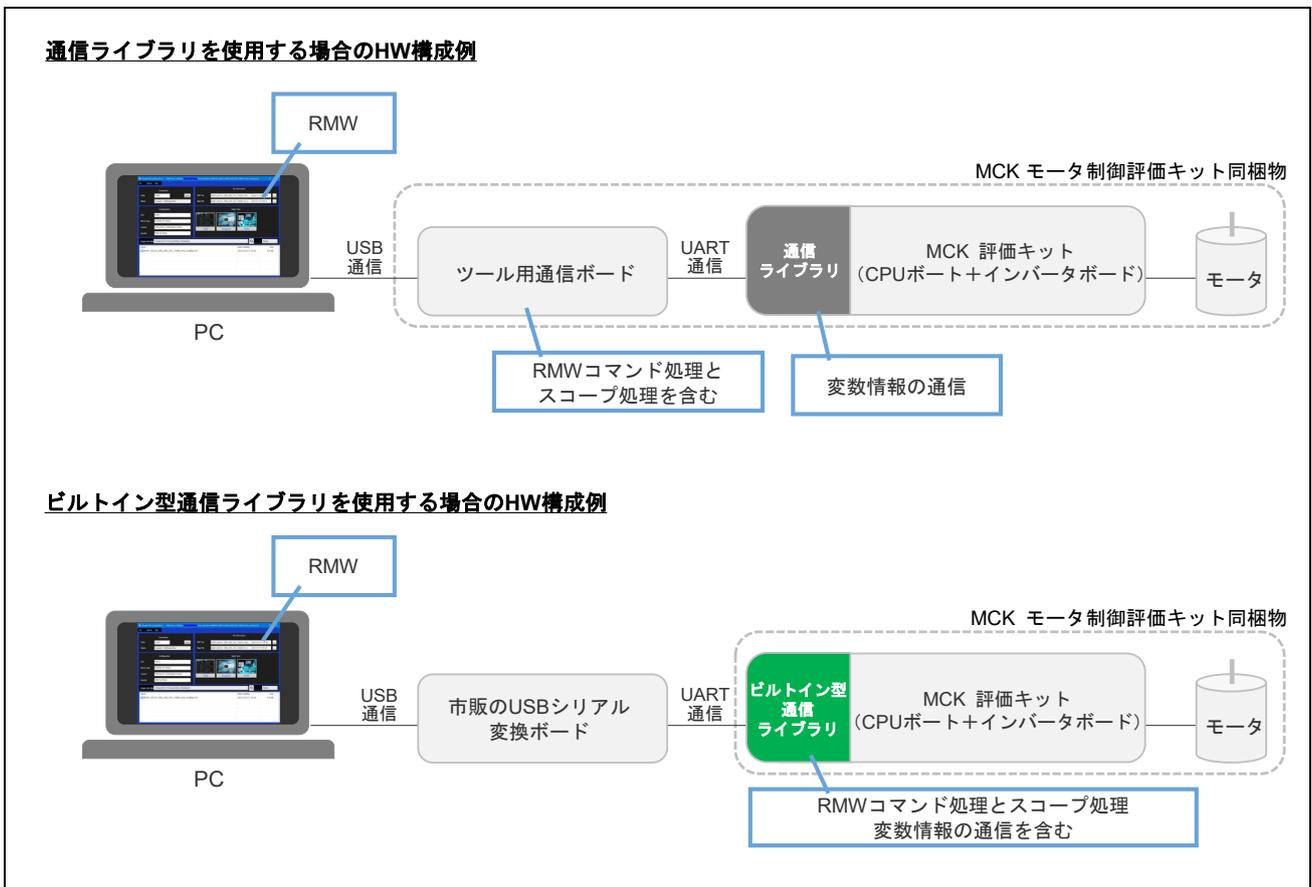 通信ライブラリを使用する場合のHW構成例
RMW
MCK モータ制御評価キット同梱物
USB
通信
ツール用通信ボード
UART
通信
通信
ライブラリ
MCK 評価キット
(CPUボート＋インバータボード)
モータ
PC
RMWコマンド処理と
スコープ処理を含む
変数情報の通信
ビルトイン型通信ライブラリを使用する場合のHW構成例
RMW
MCK モータ制御評価キット同梱物
USB
通信
市販のUSBシリアル
変換ボード
UART
通信
ビルトイン型
通信
ライブラリ
MCK 評価キット
(CPUボート＋インバータボード)
モータ
PC
RMWコマンド処理とスコープ処理
変数情報の通信を含む